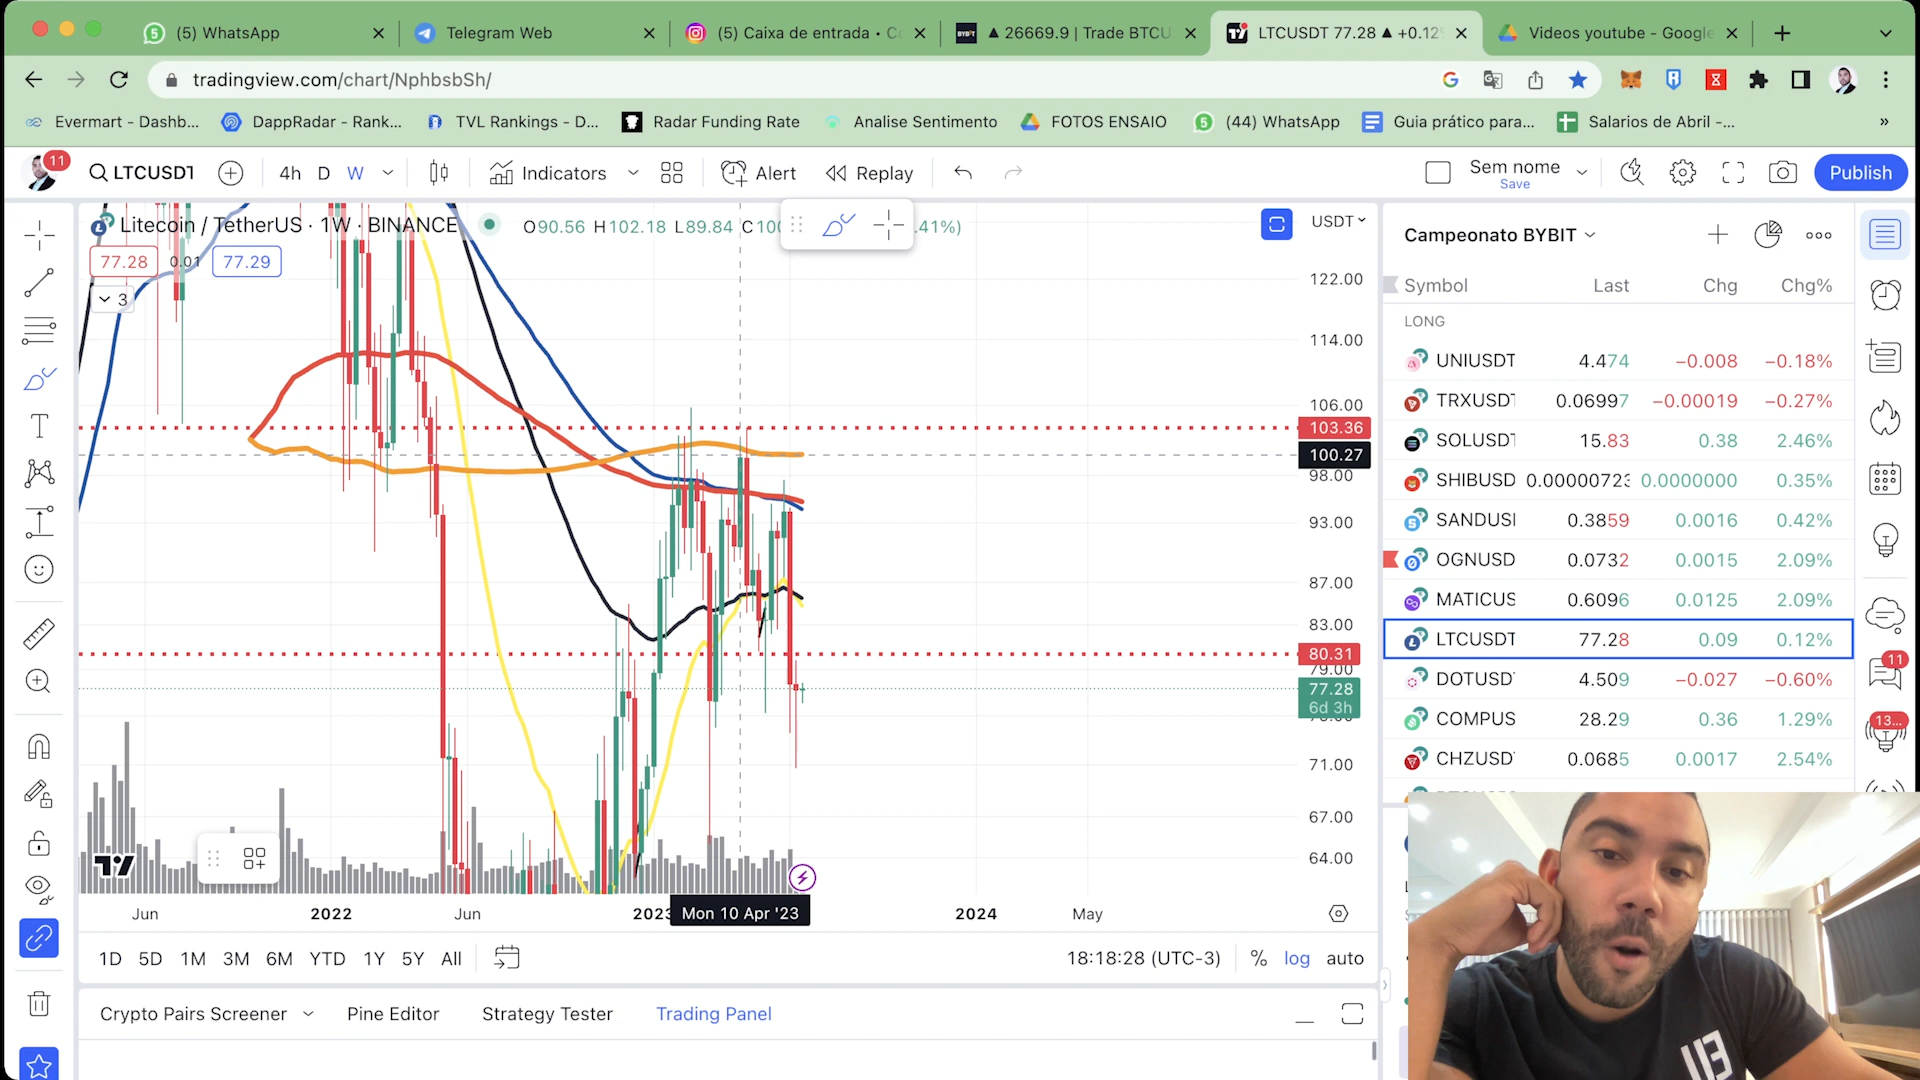 (5) WhatsApp
Telegram Web
(5) Caixa de entrada • Co
▲ 26669.9 | Trade BTCU
LTCUSDT 77.28 ▲ +0.12
Videos youtube - Google
tradingview.com/chart/NphbsbSh/
Evermart - Dashb...
DappRadar - Rank...
TVL Rankings - D...
Radar Funding Rate
Analise Sentimento
FOTOS ENSAIO
(44) WhatsApp
Guia prático para...
Salarios de Abril -...
»
11
LTCUSDT
4h D W
Indicators
Alert
Replay
Sem nome
Save
Publish
Litecoin / TetherUS · 1W · BINANCE
O90.56 H102.18 L89.84 C100
.41%)
USDT
77.28 0.01 77.29
3
122.00
114.00
106.00
103.36
100.27
98.00
93.00
87.00
83.00
80.31
79.00
77.28
6d 3h
71.00
67.00
64.00
Jun 2022 Jun 2023 Mon 10 Apr '23 2024 May
1D 5D 1M 3M 6M YTD 1Y 5Y All
18:18:28 (UTC-3) % log auto
Crypto Pairs Screener Pine Editor Strategy Tester Trading Panel
Campeonato BYBIT
Symbol Last Chg Chg%
LONG
UNIUSDT 4.474 −0.008 −0.18%
TRXUSDT 0.06997 −0.00019 −0.27%
SOLUSDT 15.83 0.38 2.46%
SHIBUSD 0.00000723 0.0000000 0.35%
SANDUSI 0.3859 0.0016 0.42%
OGNUSD 0.0732 0.0015 2.09%
MATICUS 0.6096 0.0125 2.09%
LTCUSDT 77.28 0.09 0.12%
DOTUSD 4.509 −0.027 −0.60%
COMPUS 28.29 0.36 1.29%
CHZUSD 0.0685 0.0017 2.54%
11
13...